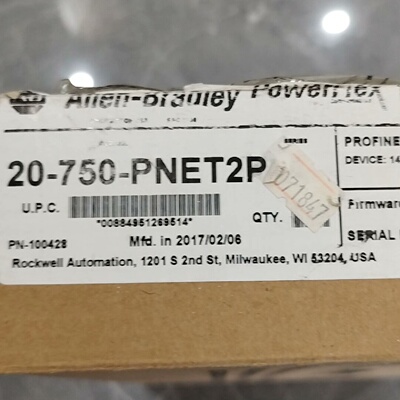 Allen-Bradley PowerFlex
20-750-PNET2P
PROFINE
DEVICE: 14
071847
U.P.C.
*00884951269514*
QTY.
Firmwar
PN-100428
Mfd. in 2017/02/06
SERIAL
Rockwell Automation, 1201 S 2nd St, Milwaukee, WI 53204, USA